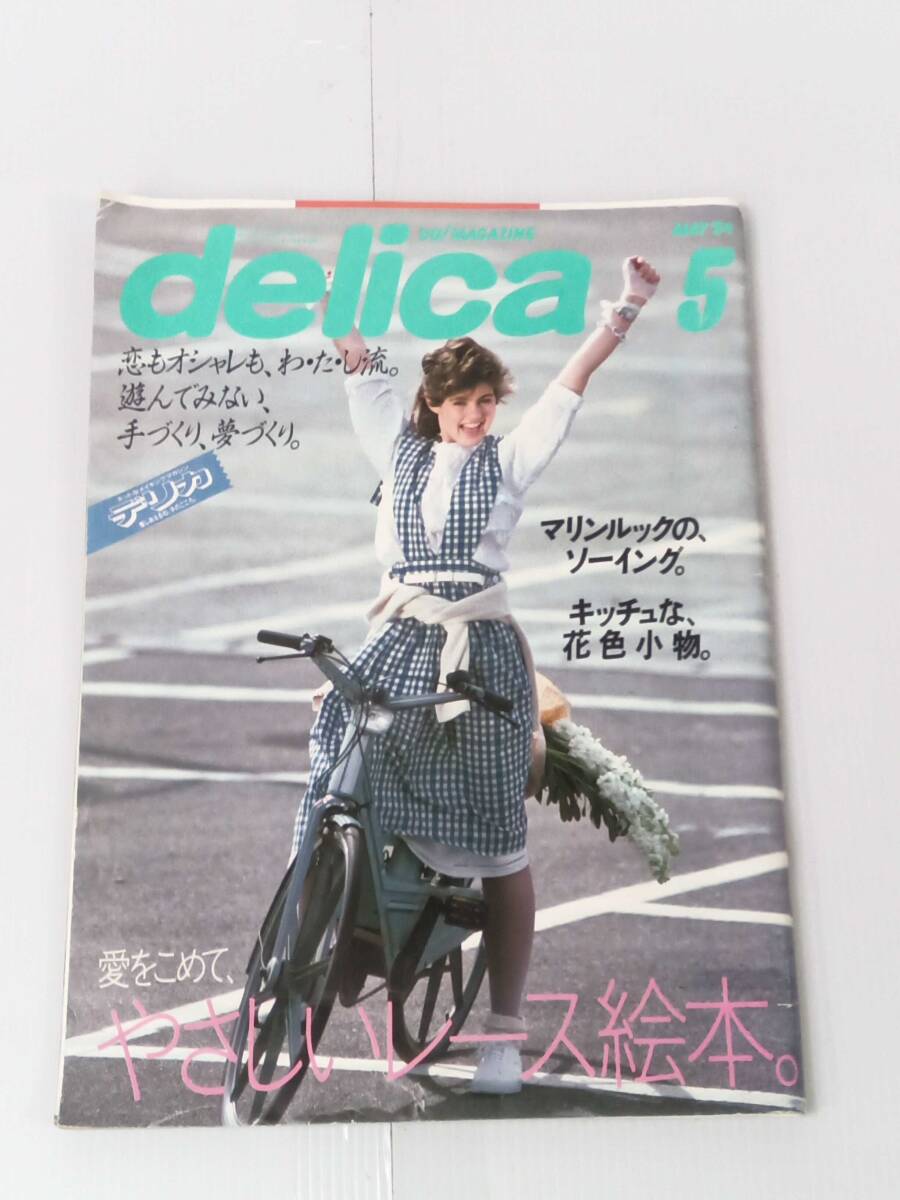 delica
DO/MAGAZINE
MAY '84
5
恋もオシャレも、わ・た・し流。
遊んでみない、
手づくり、夢づくり。
デリカ
マリンルックの、
ソーイング。
キッチュな、
花色小物。
愛をこめて、
やさしいレース絵本。